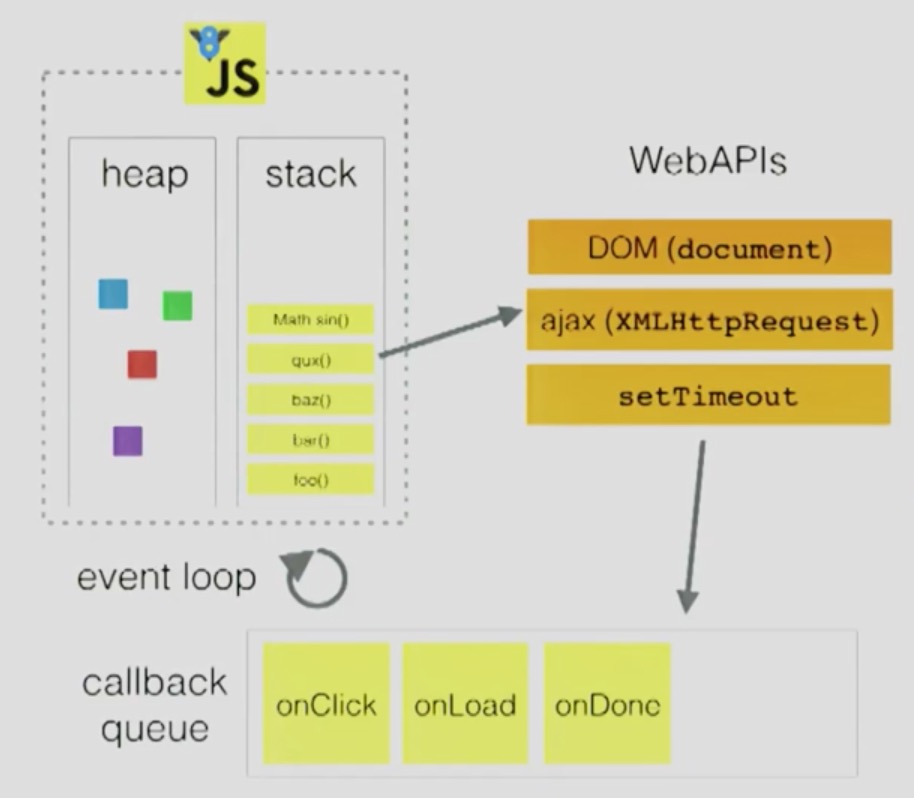 8
JS
heap
stack
Math sin()
qux()
baz()
bar()
foo()
WebAPIs
DOM (document)
ajax (XMLHttpRequest)
setTimeout
event loop
callback
queue
onClick
onLoad
onDone